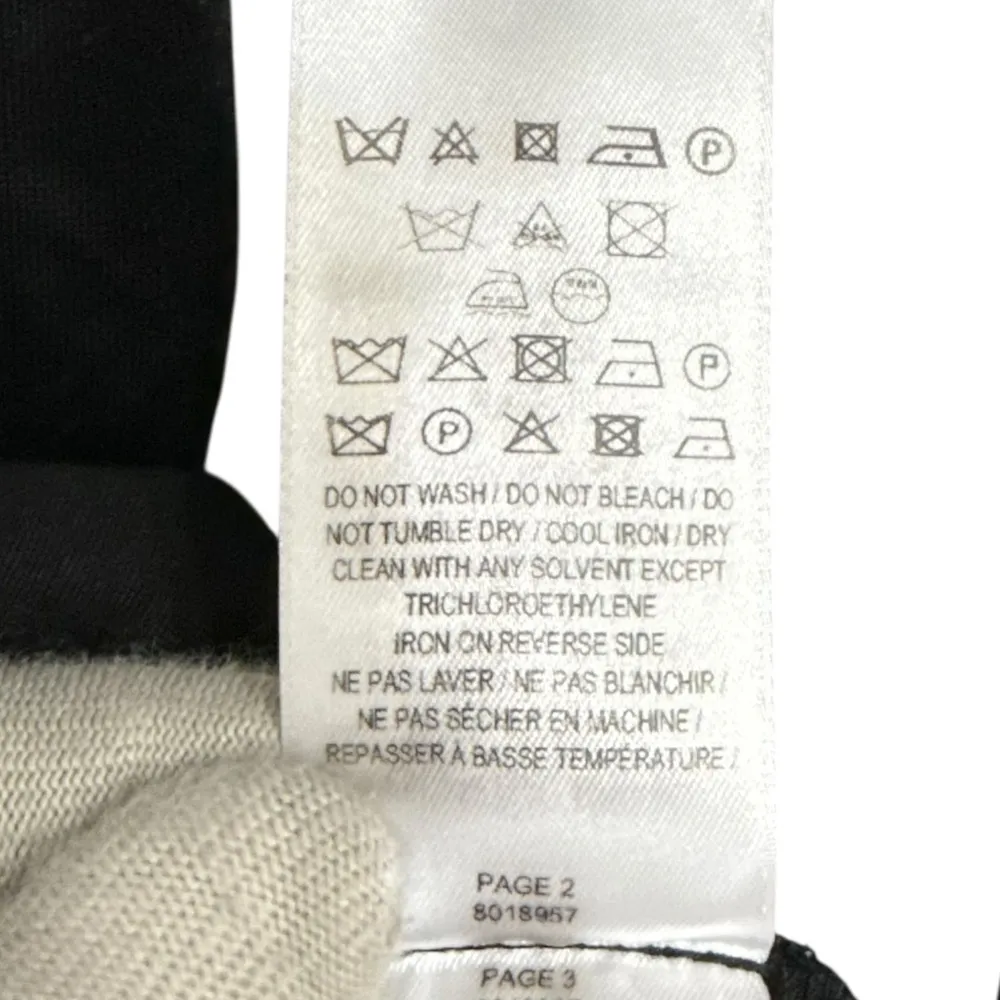 P
P
P
DO NOT WASH / DO NOT BLEACH / DO
NOT TUMBLE DRY / COOL IRON / DRY
CLEAN WITH ANY SOLVENT EXCEPT
TRICHLOROETHYLENE
IRON ON REVERSE SIDE
NE PAS LAVER / NE PAS BLANCHIR /
NE PAS SÉCHER EN MACHINE /
REPASSER À BASSE TEMPÉRATURE /
PAGE 2
8018957
PAGE 3